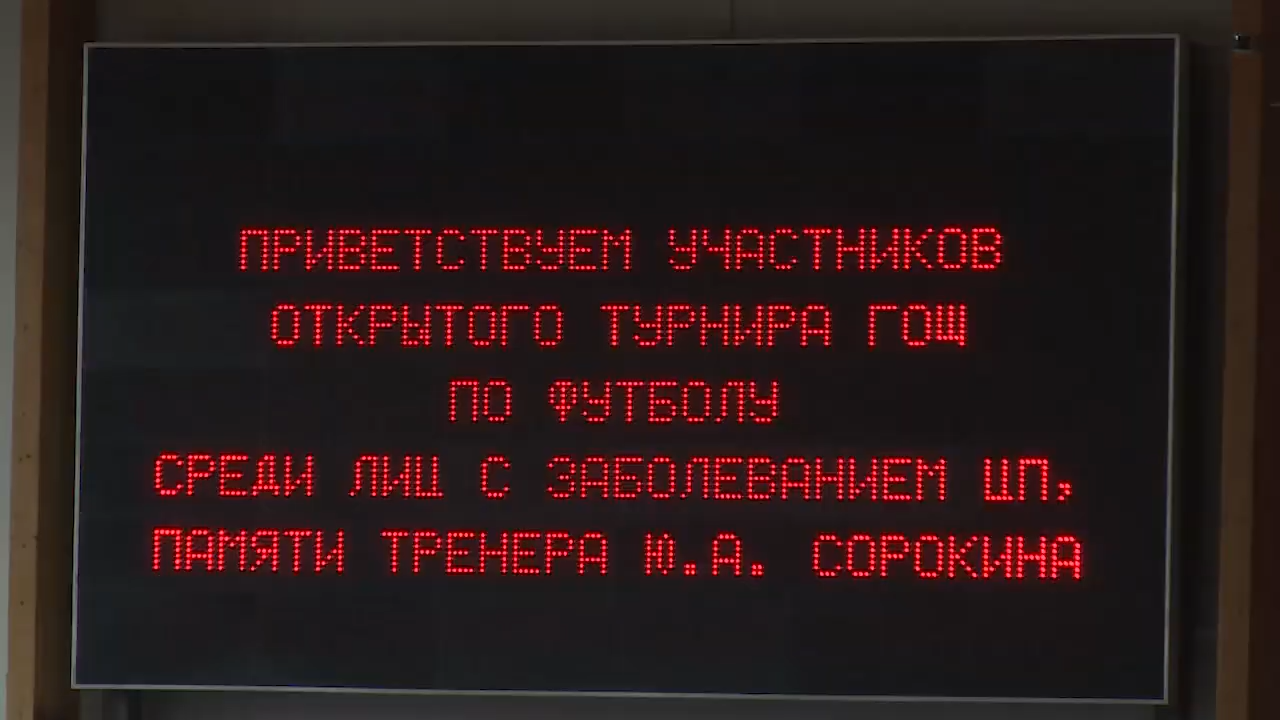 ПРИВЕТСТВУЕМ УЧАСТНИКОВ
ОТКРЫТОГО ТУРНИРА ГОЩ
ПО ФУТБОЛУ
СРЕДИ ЛИЦ С ЗАБОЛЕВАНИЕМ ЦП,
ПАМЯТИ ТРЕНЕРА Ю.А. СОРОКИНА